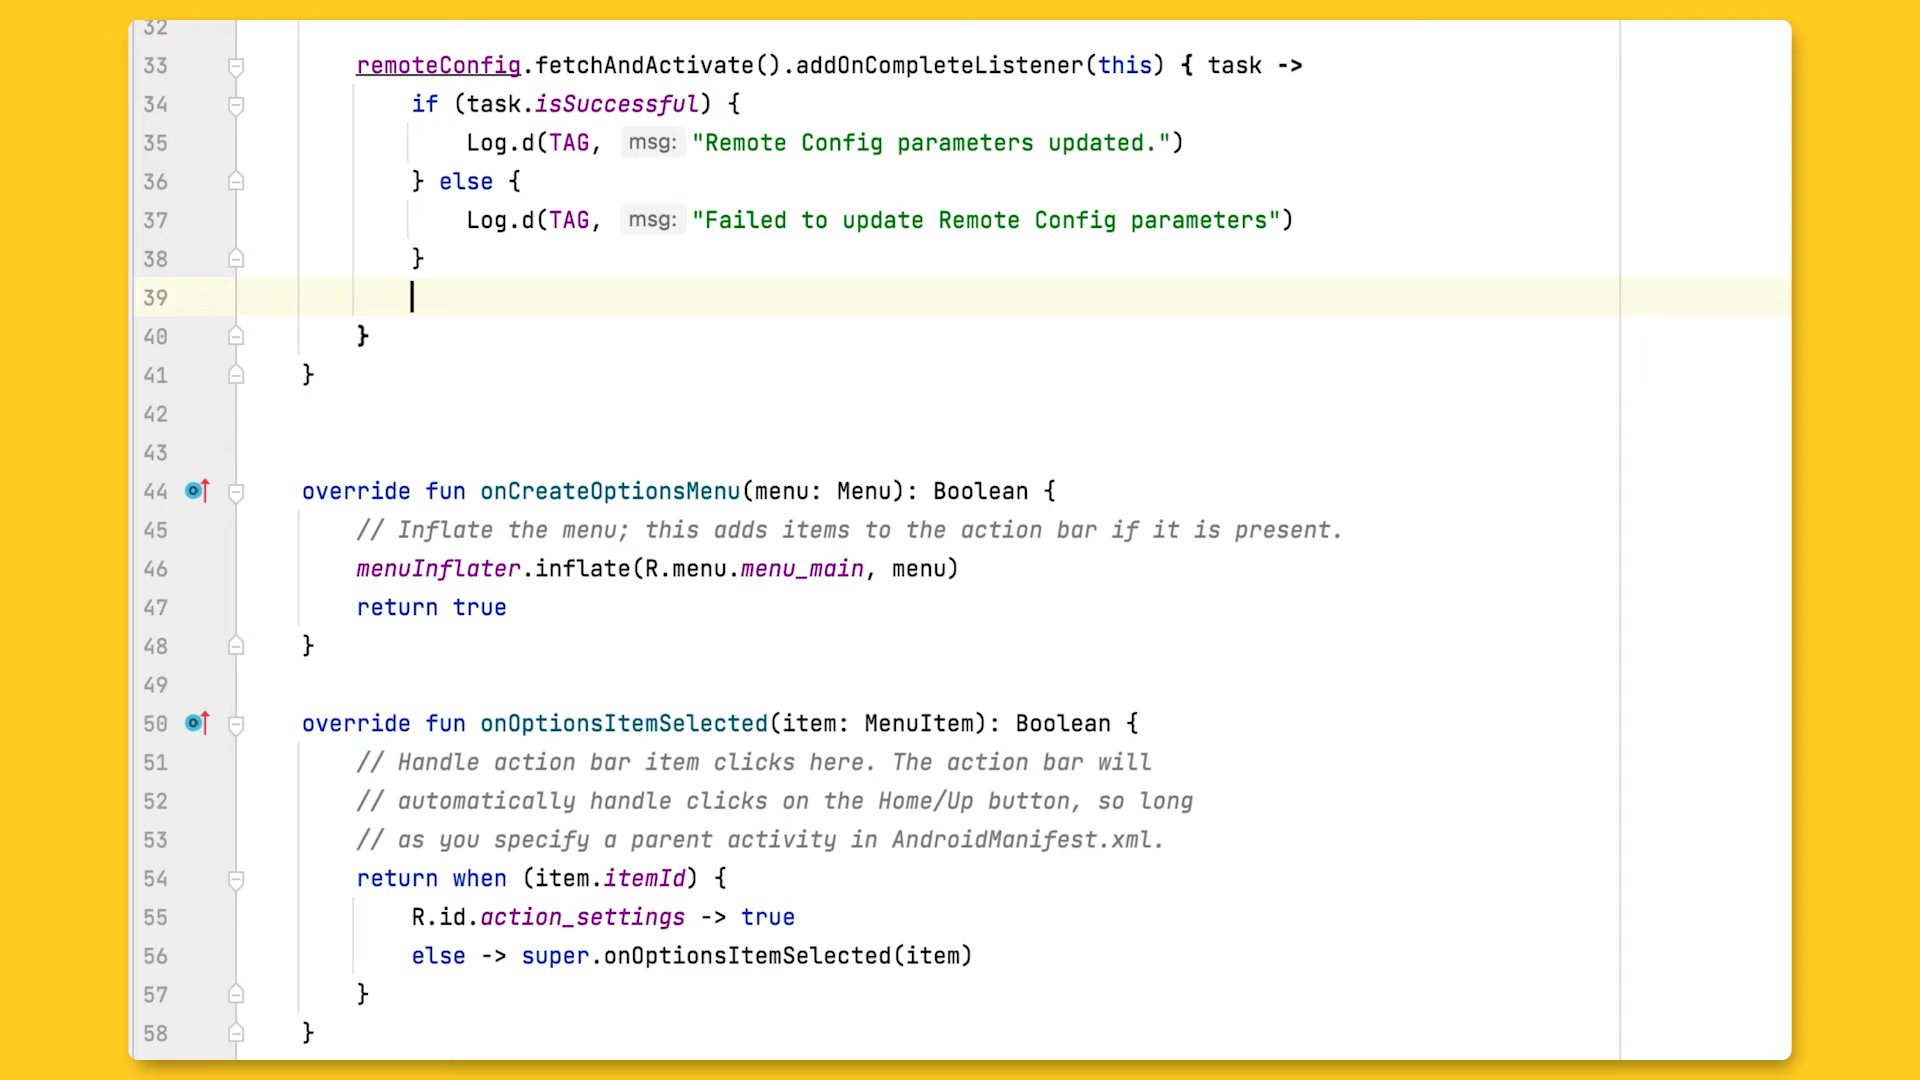 32
33 remoteConfig.fetchAndActivate().addOnCompleteListener(this) { task ->
34 if (task.isSuccessful) {
35 Log.d(TAG, msg: "Remote Config parameters updated.")
36 } else {
37 Log.d(TAG, msg: "Failed to update Remote Config parameters")
38 }
39
40 }
41 }
42
43
44 override fun onCreateOptionsMenu(menu: Menu): Boolean {
45 // Inflate the menu; this adds items to the action bar if it is present.
46 menuInflater.inflate(R.menu.menu_main, menu)
47 return true
48 }
49
50 override fun onOptionsItemSelected(item: MenuItem): Boolean {
51 // Handle action bar item clicks here. The action bar will
52 // automatically handle clicks on the Home/Up button, so long
53 // as you specify a parent activity in AndroidManifest.xml.
54 return when (item.itemId) {
55 R.id.action_settings -> true
56 else -> super.onOptionsItemSelected(item)
57 }
58 }